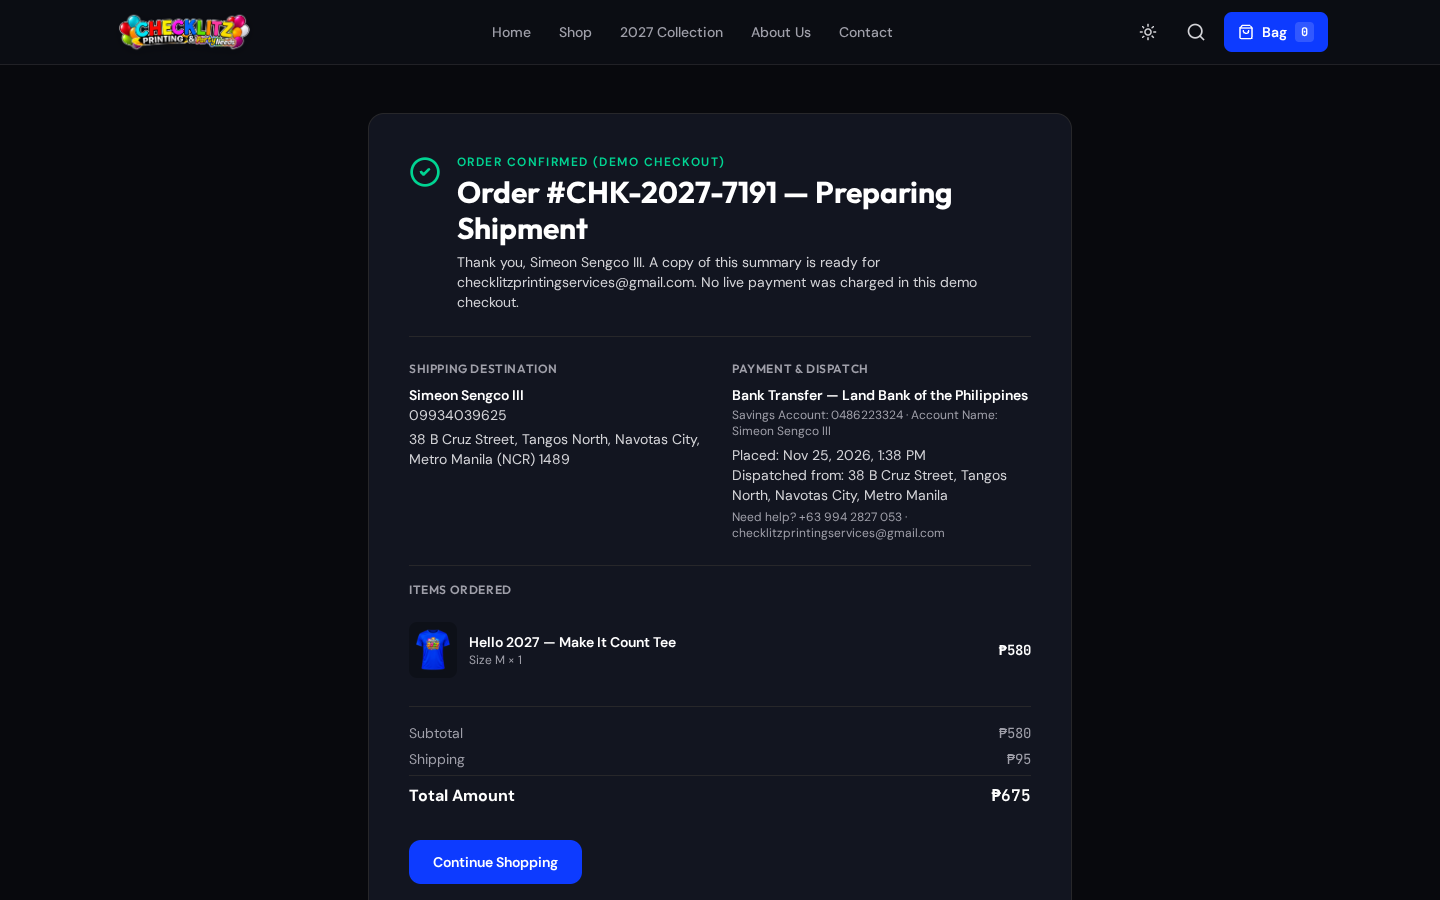 CHECKLITZ
PRINTING & Party Needs
Home
Shop
2027 Collection
About Us
Contact
Bag
0
ORDER CONFIRMED (DEMO CHECKOUT)
Order #CHK-2027-7191 — Preparing
Shipment
Thank you, Simeon Sengco III. A copy of this summary is ready for
checklitzprintingservices@gmail.com. No live payment was charged in this demo
checkout.
SHIPPING DESTINATION
Simeon Sengco III
09934039625
38 B Cruz Street, Tangos North, Navotas City,
Metro Manila (NCR) 1489
PAYMENT & DISPATCH
Bank Transfer — Land Bank of the Philippines
Savings Account: 0486223324 · Account Name:
Simeon Sengco III
Placed: Nov 25, 2026, 1:38 PM
Dispatched from: 38 B Cruz Street, Tangos
North, Navotas City, Metro Manila
Need help? +63 994 2827 053 ·
checklitzprintingservices@gmail.com
ITEMS ORDERED
Hello 2027 — Make It Count Tee
Size M × 1
₱580
Subtotal
₱580
Shipping
₱95
Total Amount
₱675
Continue Shopping